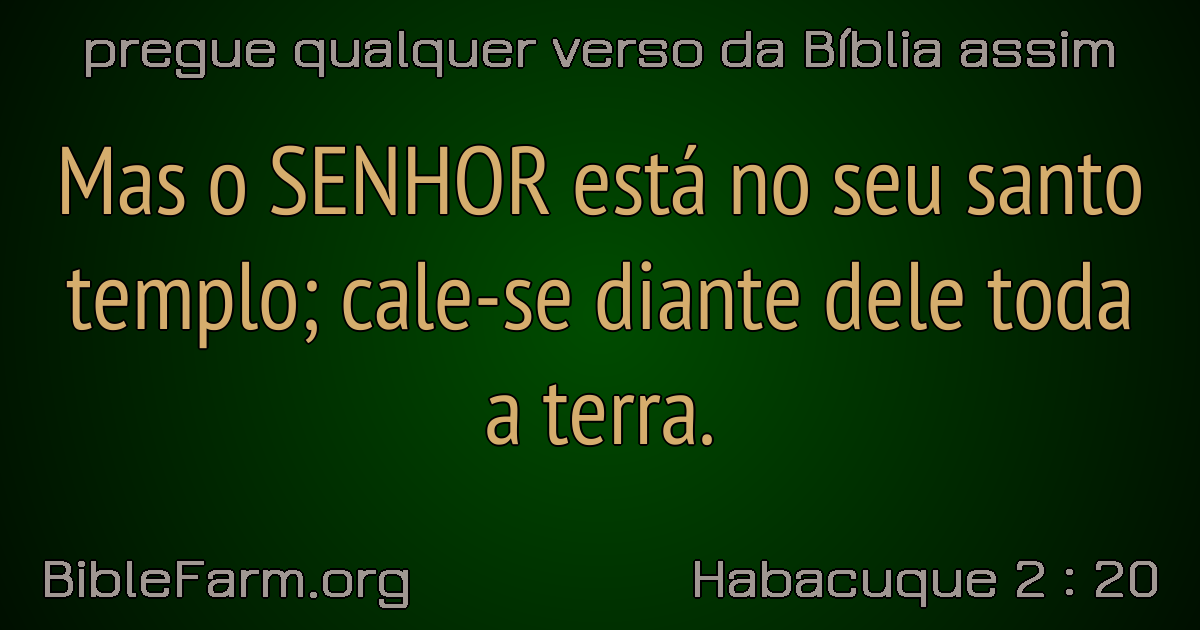 pregue qualquer verso da Bíblia assim
Mas o SENHOR está no seu santo
templo; cale-se diante dele toda
a terra.
BibleFarm.org
Habacuque 2 : 20